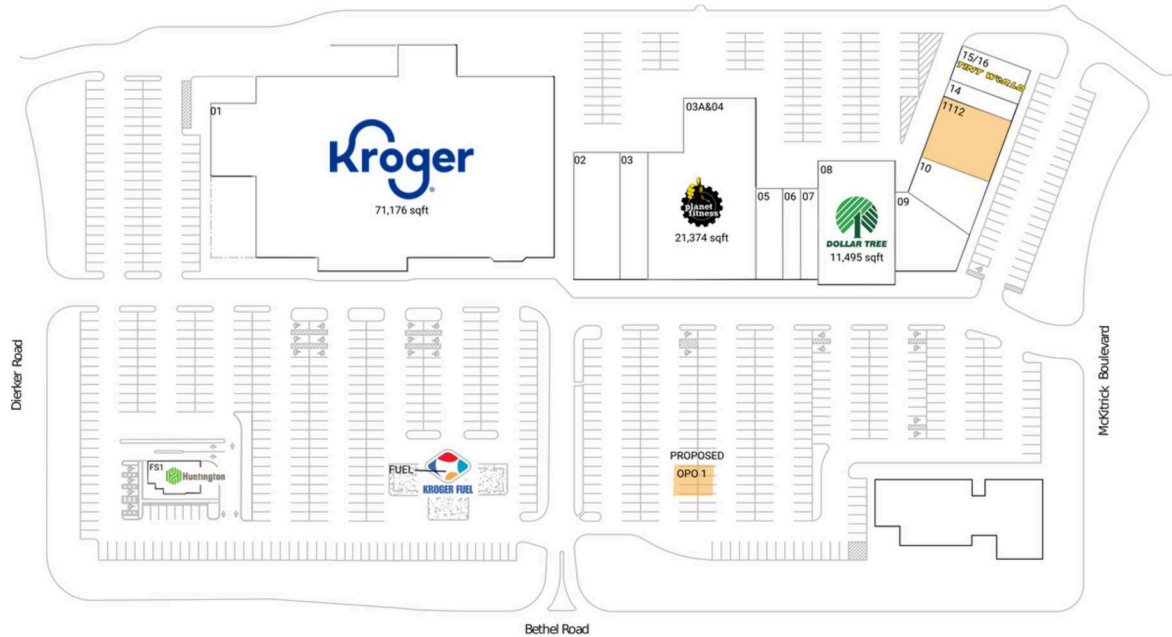 15/16
TINT WORLD
14
1112
10
01
Kroger
®
71,176 sqft
03A&04
02
03
planet
fitness
21,374 sqft
05
06
07
08
DOLLAR TREE
11,495 sqft
09
Dierker Road
McKitrick Boulevard
FS1
Huntington
FUEL
KROGER FUEL
PROPOSED
OPO 1
Bethel Road